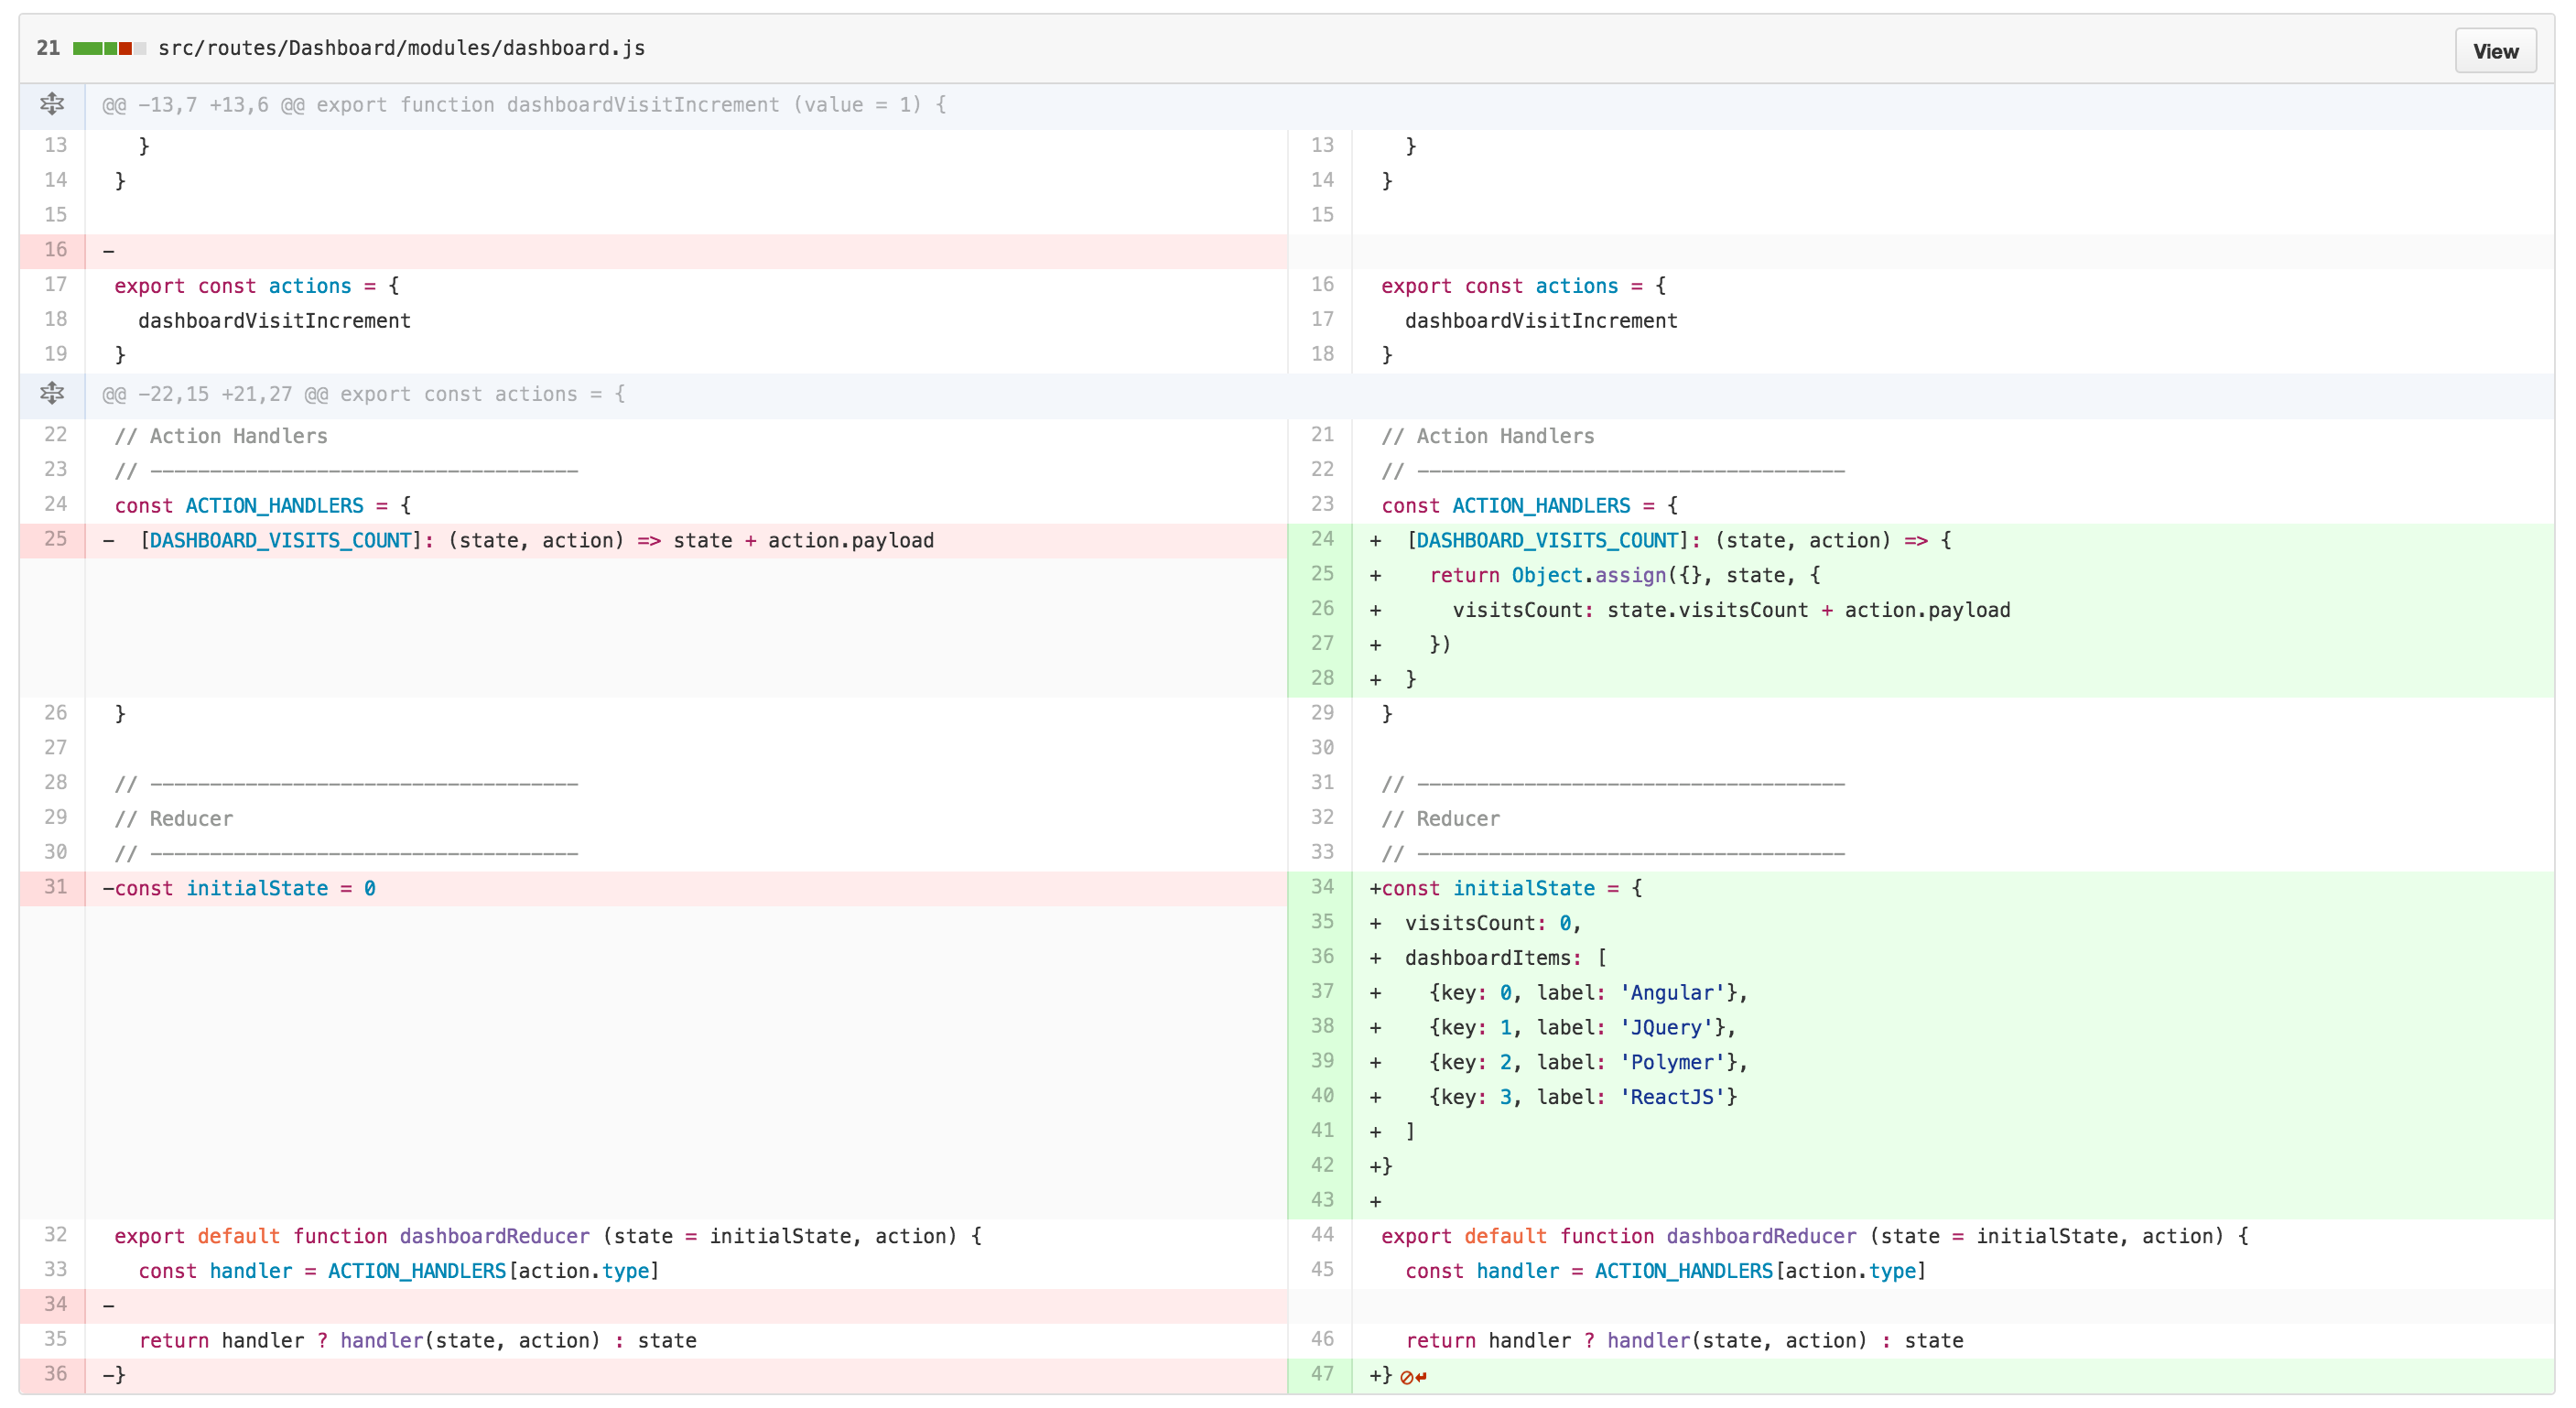 21 src/routes/Dashboard/modules/dashboard.js View
@@ -13,7 +13,6 @@ export function dashboardVisitIncrement (value = 1) {
13   } 13   }
14 } 14 }
15 15
16 -
17 export const actions = { 16 export const actions = {
18   dashboardVisitIncrement 17   dashboardVisitIncrement
19 } 18 }
@@ -22,15 +21,27 @@ export const actions = {
22 // Action Handlers 21 // Action Handlers
23 // ------------------------------------ 22 // ------------------------------------
24 const ACTION_HANDLERS = { 23 const ACTION_HANDLERS = {
25 -  [DASHBOARD_VISITS_COUNT]: (state, action) => state + action.payload 24 +  [DASHBOARD_VISITS_COUNT]: (state, action) => {
25 +    return Object.assign({}, state, {
26 +      visitsCount: state.visitsCount + action.payload
27 +    })
28 +  }
26 } 29 }
27 30
28 // ------------------------------------ 31 // ------------------------------------
29 // Reducer 32 // Reducer
30 // ------------------------------------ 33 // ------------------------------------
31 -const initialState = 0 34 +const initialState = {
35 +  visitsCount: 0,
36 +  dashboardItems: [
37 +    {key: 0, label: 'Angular'},
38 +    {key: 1, label: 'JQuery'},
39 +    {key: 2, label: 'Polymer'},
40 +    {key: 3, label: 'ReactJS'}
41 +  ]
42 +}
43 +
32 export default function dashboardReducer (state = initialState, action) { 44 export default function dashboardReducer (state = initialState, action) {
33   const handler = ACTION_HANDLERS[action.type] 45   const handler = ACTION_HANDLERS[action.type]
34 -
35   return handler ? handler(state, action) : state 46   return handler ? handler(state, action) : state
36 -} 47 +}